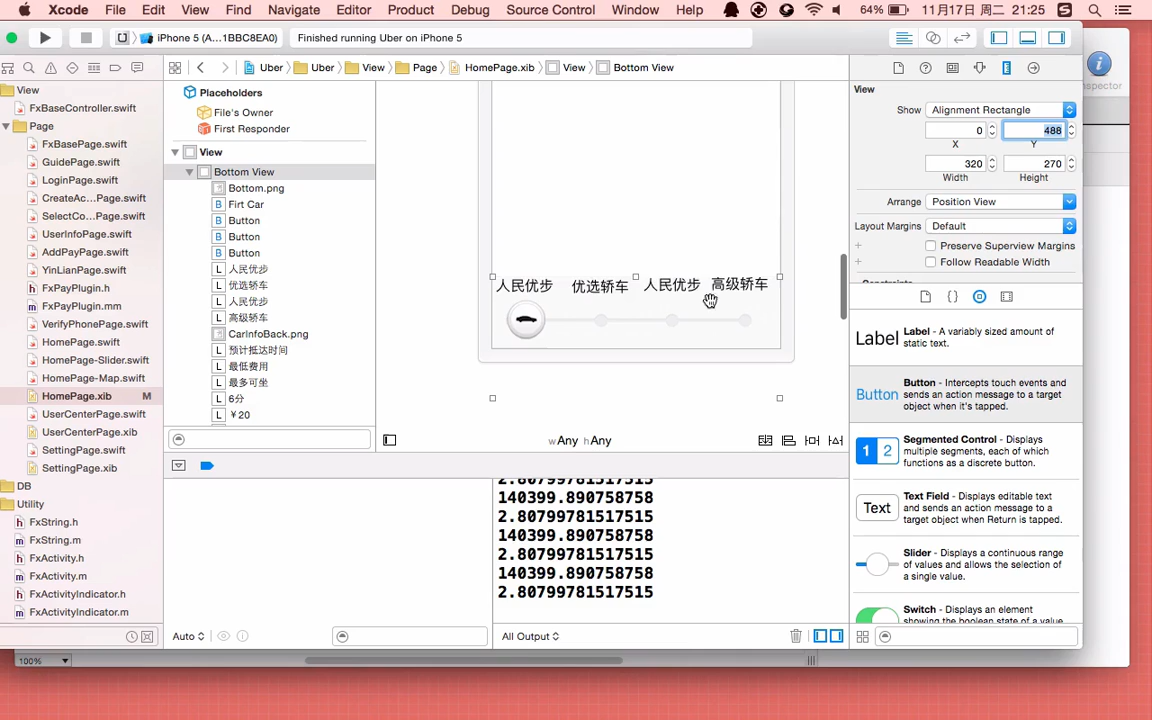 Xcode File Edit View Find Navigate Editor Product Debug Source Control Window Help 64% 11月17日 周二 21:25
iPhone 5 (A...1BBC8EA0) Finished running Uber on iPhone 5
Uber Uber View Page HomePage.xib View Bottom View
View
FxBaseController.swift
Page
FxBasePage.swift
GuidePage.swift
LoginPage.swift
CreateAc...Page.swift
SelectCo...Page.swift
UserInfoPage.swift
AddPayPage.swift
YinLianPage.swift
FxPayPlugin.h
FxPayPlugin.mm
VerifyPhonePage.swift
HomePage.swift
HomePage-Slider.swift
HomePage-Map.swift
HomePage.xib M
UserCenterPage.swift
UserCenterPage.xib
SettingPage.swift
SettingPage.xib
DB
Utility
FxString.h
FxString.m
FxActivity.h
FxActivity.m
FxActivityIndicator.h
FxActivityIndicator.m
Placeholders
File's Owner
First Responder
View
Bottom View
Bottom.png
B Firt Car
B Button
B Button
B Button
L 人民优步
L 优选轿车
L 人民优步
L 高级轿车
CarInfoBack.png
L 预计抵达时间
L 最低费用
L 最多可坐
L 6分
L ￥20
人民优步 优选轿车 人民优步 高级轿车
wAny hAny
2.80799781517515
140399.890758758
2.80799781517515
140399.890758758
2.80799781517515
140399.890758758
2.80799781517515
Auto
All Output
100%
View
Show Alignment Rectangle
0 488
X Y
320 270
Width Height
Arrange Position View
Layout Margins Default
Preserve Superview Margins
Follow Readable Width
Label
Label - A variably sized amount of
static text.
Button
Button - Intercepts touch events and
sends an action message to a target
object when it's tapped.
1 2
Segmented Control - Displays
multiple segments, each of which
functions as a discrete button.
Text
Text Field - Displays editable text
and sends an action message to a
target object when Return is tapped.
Slider - Displays a continuous range
of values and allows the selection of
a single value.
Switch - Displays an element